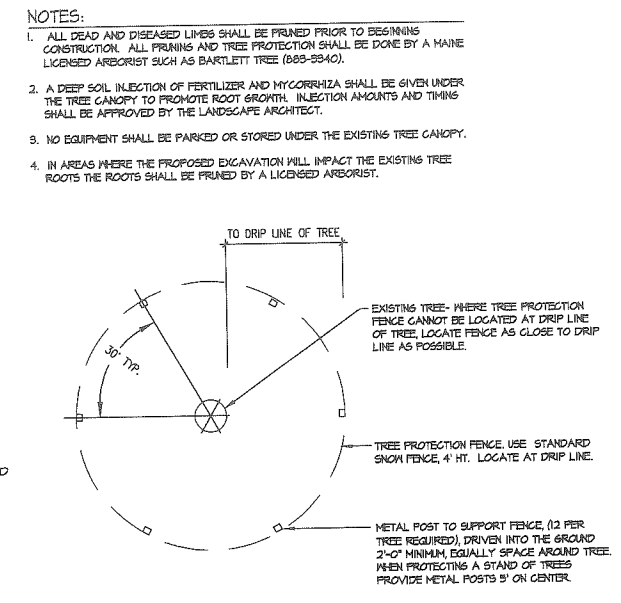 NOTES:
1. ALL DEAD AND DISEASED LIMBS SHALL BE PRUNED PRIOR TO BEGINNING
CONSTRUCTION. ALL PRUNING AND TREE PROTECTION SHALL BE DONE BY A MAINE
LICENSED ARBORIST SUCH AS BARTLETT TREE
2. A DEEP SOIL INJECTION OF FERTILIZER AND MYCORRHIZA SHALL BE GIVEN UNDER
THE TREE CANOPY TO PROMOTE ROOT GROWTH. INJECTION AMOUNTS AND TIMING
SHALL BE APPROVED BY THE LANDSCAPE ARCHITECT.
3. NO EQUIPMENT SHALL BE PARKED OR STORED UNDER THE EXISTING TREE CANOPY.
4. IN AREAS WHERE THE PROPOSED EXCAVATION WILL IMPACT THE EXISTING TREE
ROOTS THE ROOTS SHALL BE PRUNED BY A LICENSED ARBORIST.
TO DRIP LINE OF TREE
EXISTING TREE- WHERE TREE PROTECTION
FENCE CANNOT BE LOCATED AT DRIP LINE
OF TREE, LOCATE FENCE AS CLOSE TO DRIP
LINE AS POSSIBLE.
30° TYP.
TREE PROTECTION FENCE. USE STANDARD
SNOW FENCE, 4' HT. LOCATE AT DRIP LINE.
METAL POST TO SUPPORT FENCE, (12 PER
TREE REQUIRED), DRIVEN INTO THE GROUND
2'-0" MINIMUM, EQUALLY SPACE AROUND TREE.
WHEN PROTECTING A STAND OF TREES
PROVIDE METAL POSTS 5' ON CENTER.